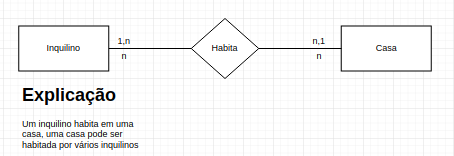 Inquilino
1,n
n
Habita
n,1
n
Casa
Explicação
Um inquilino habita em uma
casa, uma casa pode ser
habitada por vários inquilinos